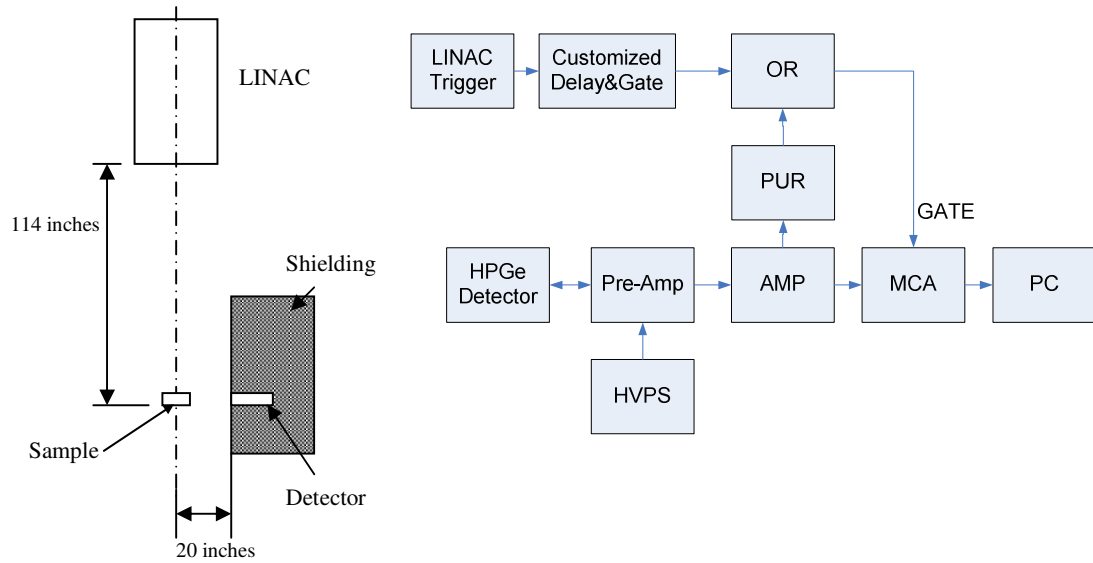 LINAC
114 inches
Shielding
Sample
Detector
20 inches
LINAC
Trigger
Customized
Delay&Gate
OR
PUR
GATE
HPGe
Detector
Pre-Amp
AMP
MCA
PC
HVPS